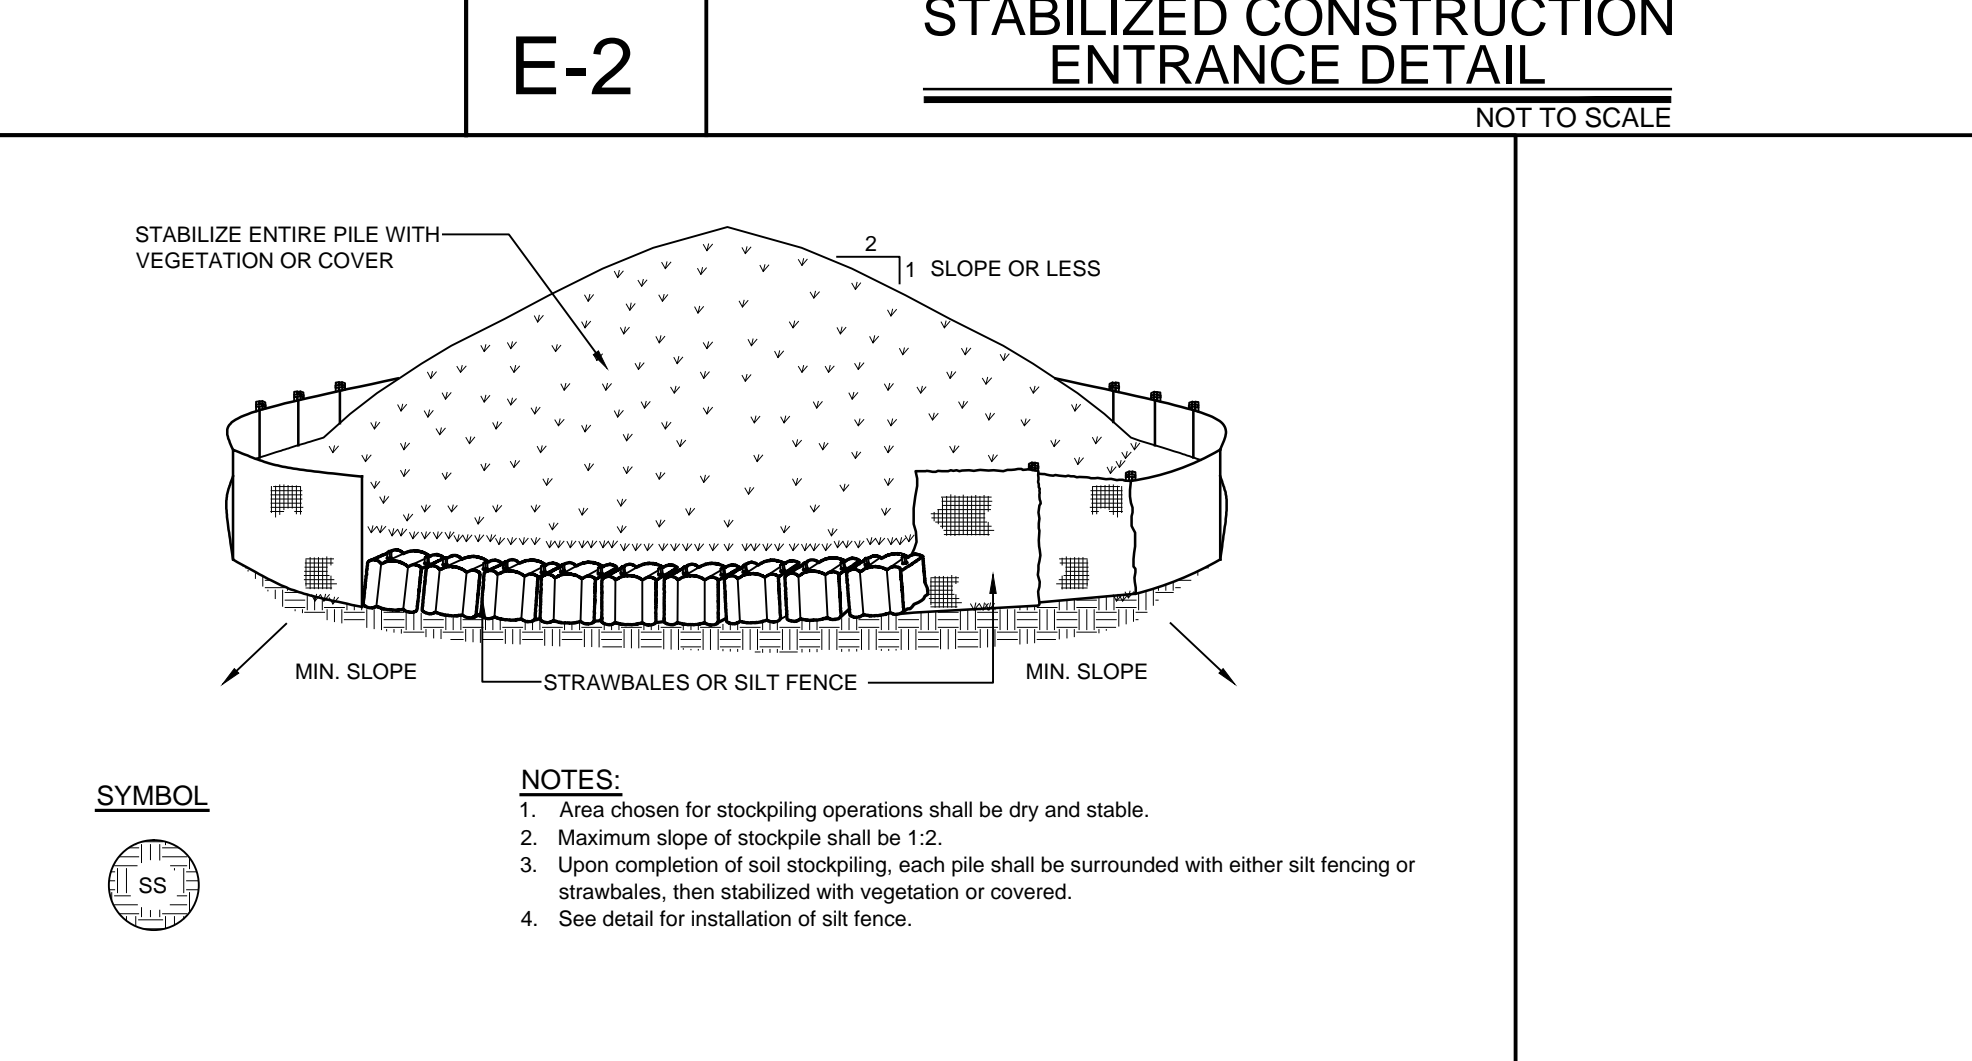 E-2
STABILIZED CONSTRUCTION
ENTRANCE DETAIL
NOT TO SCALE
STABILIZE ENTIRE PILE WITH
VEGETATION OR COVER
2
1 SLOPE OR LESS
MIN. SLOPE
STRAWBALES OR SILT FENCE
MIN. SLOPE
SYMBOL
SS
NOTES:
1. Area chosen for stockpiling operations shall be dry and stable.
2. Maximum slope of stockpile shall be 1:2.
3. Upon completion of soil stockpiling, each pile shall be surrounded with either silt fencing or
strawbales, then stabilized with vegetation or covered.
4. See detail for installation of silt fence.